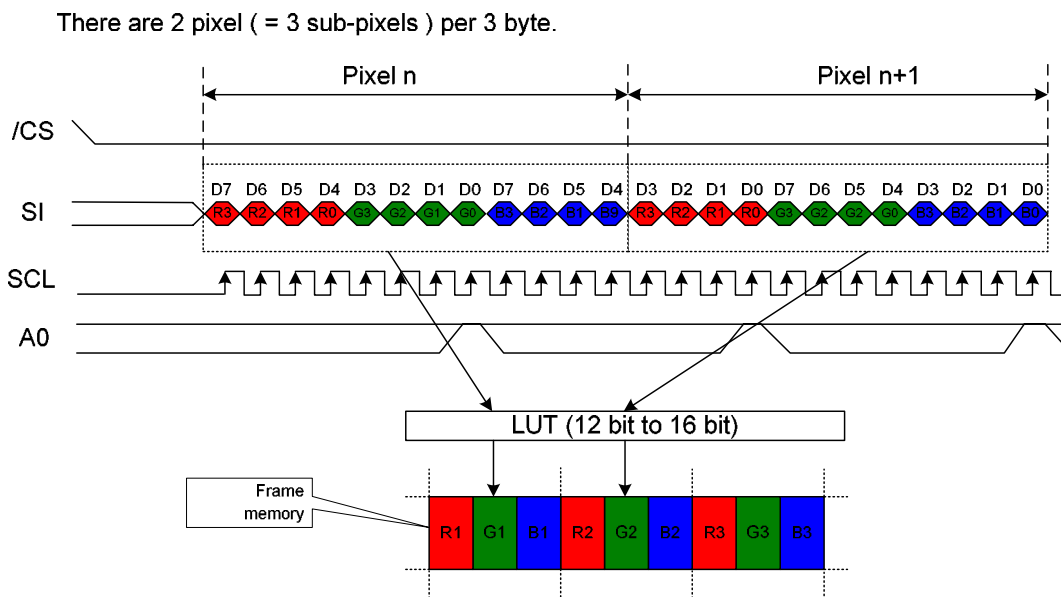 There are 2 pixel ( = 3 sub-pixels ) per 3 byte.
Pixel n Pixel n+1
/CS
D7 D6 D5 D4 D3 D2 D1 D0 D7 D6 D5 D4 D3 D2 D1 D0 D7 D6 D5 D4 D3 D2 D1 D0
SI R3 R2 R1 R0 G3 G2 G1 G0 B3 B2 B1 B9 R3 R2 R1 R0 G3 G2 G2 G0 B3 B2 B1 B0
SCL
A0
LUT (12 bit to 16 bit)
Frame
memory
R1 G1 B1 R2 G2 B2 R3 G3 B3